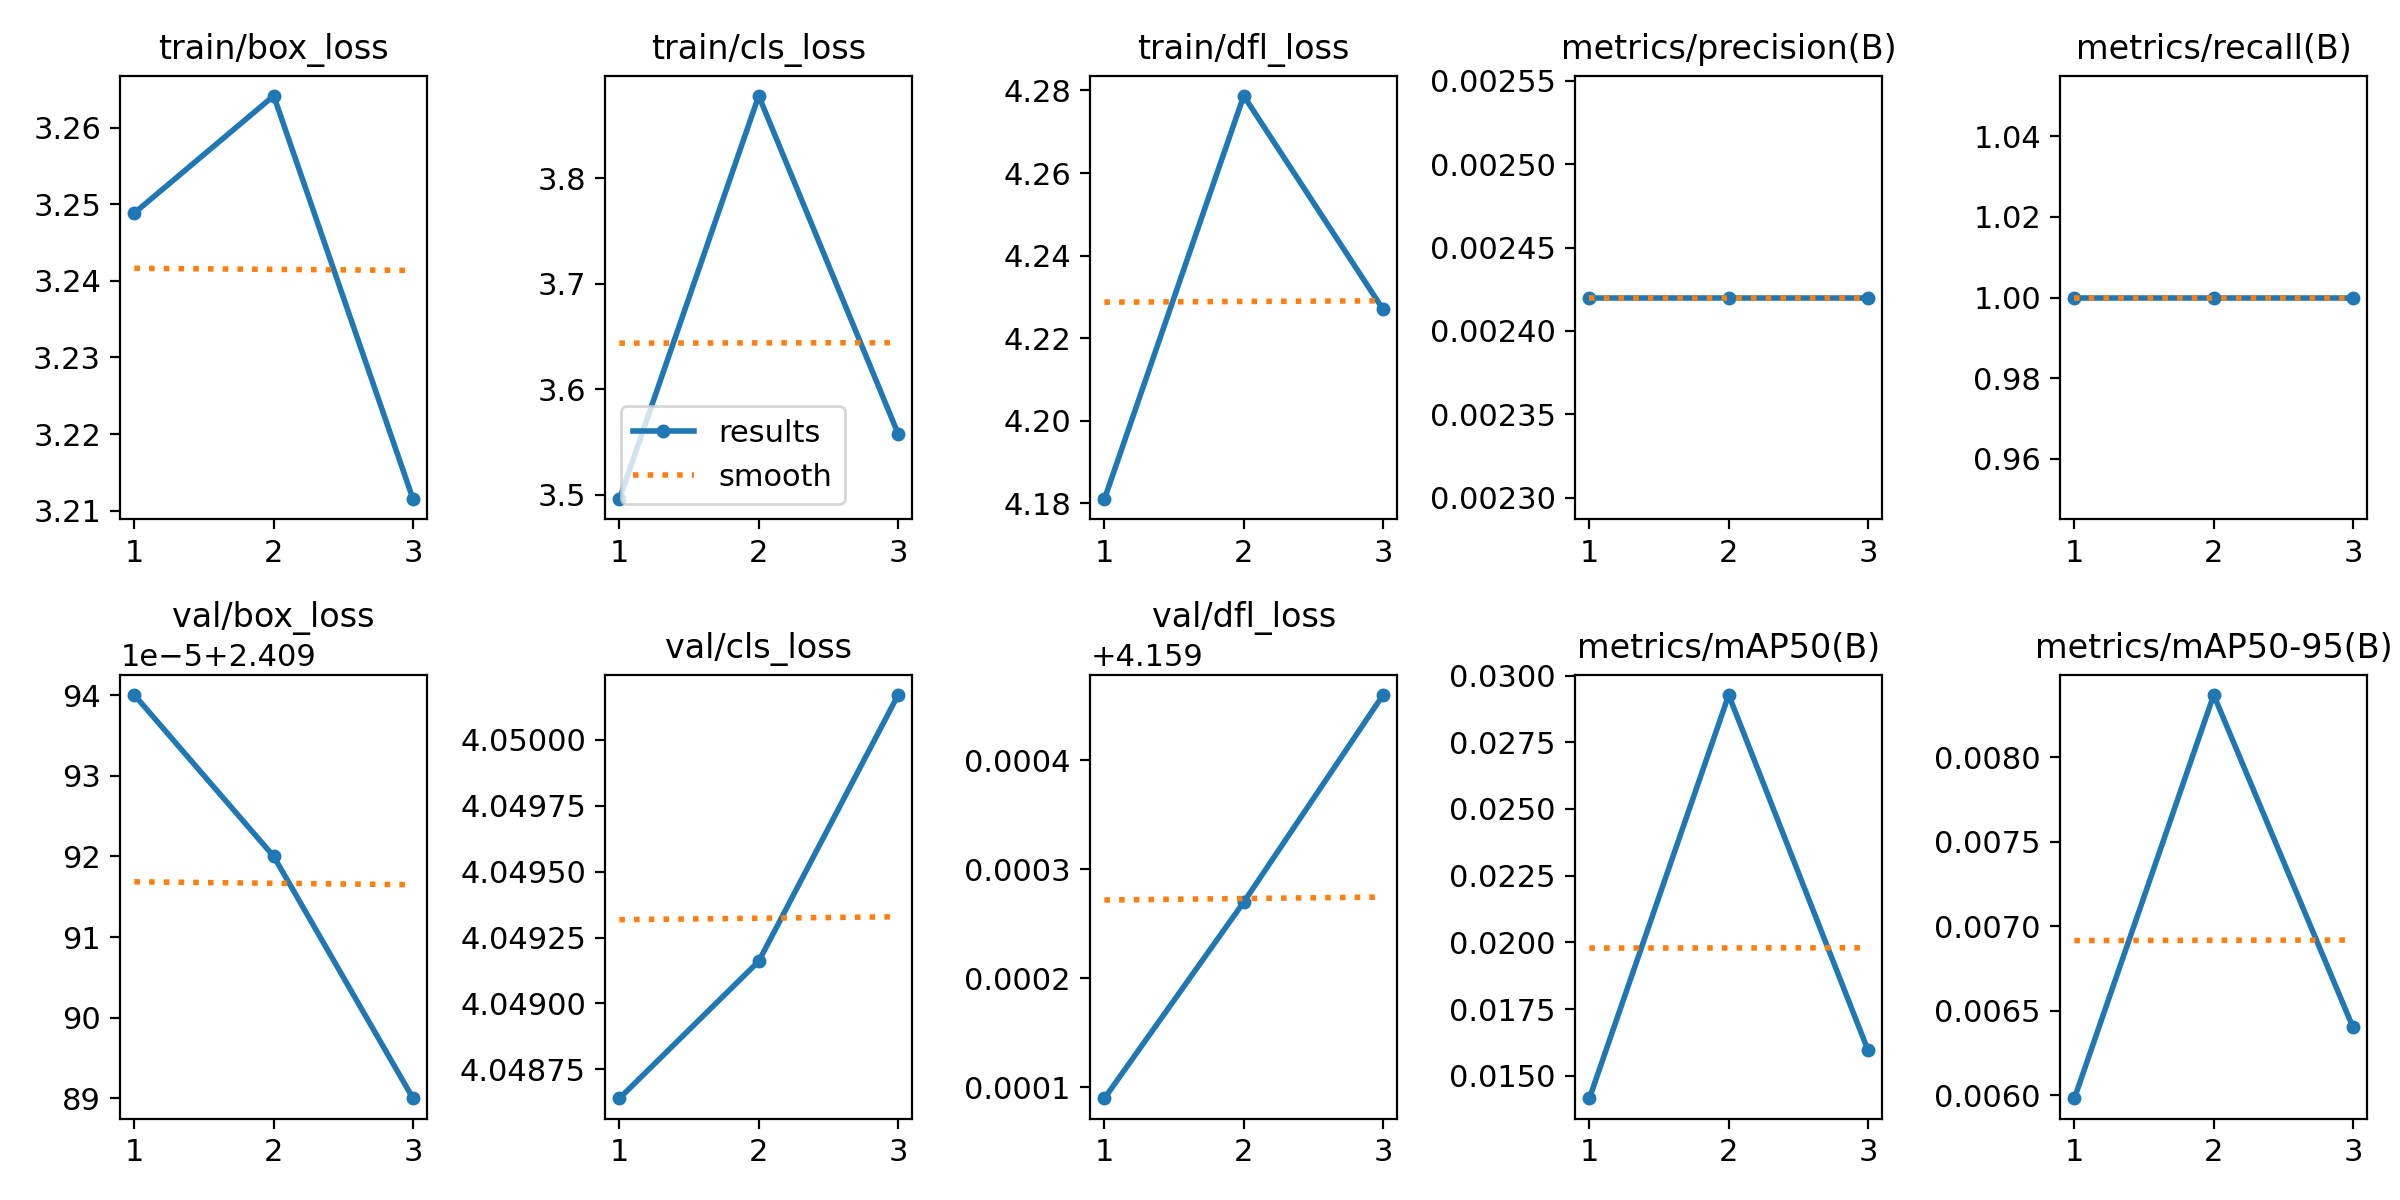 train/box_loss
3.26
3.25
3.24
3.23
3.22
3.21
1 2 3
train/cls_loss
3.8
3.7
3.6
3.5
results
smooth
1 2 3
train/dfl_loss
4.28
4.26
4.24
4.22
4.20
4.18
1 2 3
metrics/precision(B)
0.00255
0.00250
0.00245
0.00240
0.00235
0.00230
1 2 3
metrics/recall(B)
1.04
1.02
1.00
0.98
0.96
1 2 3
val/box_loss
1e−5+2.409
94
93
92
91
90
89
1 2 3
val/cls_loss
4.05000
4.04975
4.04950
4.04925
4.04900
4.04875
1 2 3
val/dfl_loss
+4.159
0.0004
0.0003
0.0002
0.0001
1 2 3
metrics/mAP50(B)
0.0300
0.0275
0.0250
0.0225
0.0200
0.0175
0.0150
1 2 3
metrics/mAP50-95(B)
0.0080
0.0075
0.0070
0.0065
0.0060
1 2 3